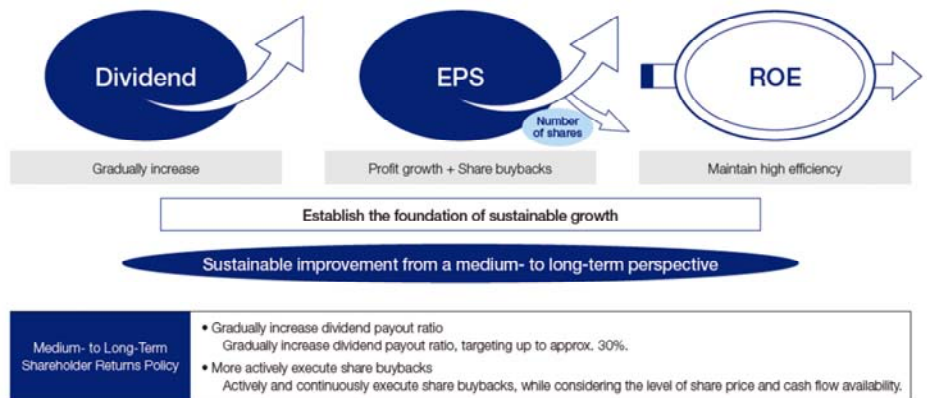 Dividend
EPS
ROE
Number
of shares
Gradually increase
Profit growth + Share buybacks
Maintain high efficiency
Establish the foundation of sustainable growth
Sustainable improvement from a medium- to long-term perspective
Medium- to Long-Term
Shareholder Returns Policy
• Gradually increase dividend payout ratio
Gradually increase dividend payout ratio, targeting up to approx. 30%.
• More actively execute share buybacks
Actively and continuously execute share buybacks, while considering the level of share price and cash flow availability.